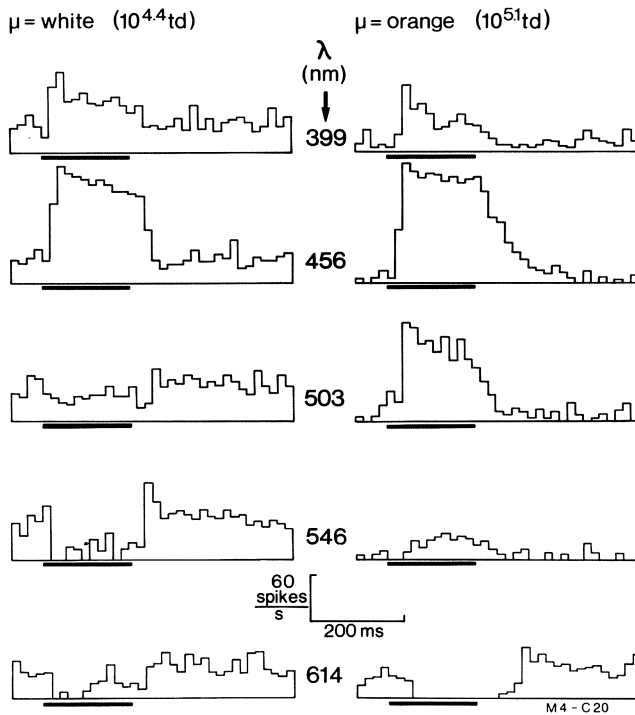 μ = white (10^4.4 td)
μ = orange (10^5.1 td)
λ
(nm)
399
456
503
546
60
spikes
s
200 ms
614
M4 - C20